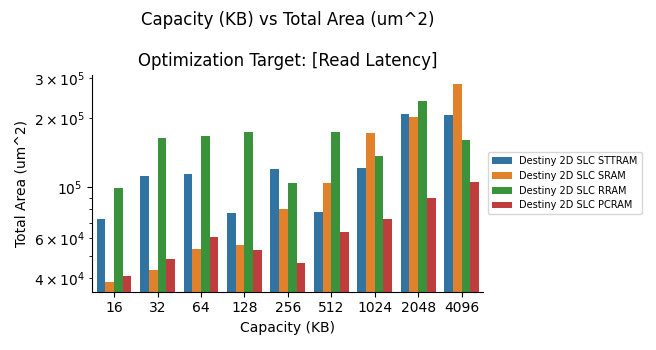 Capacity (KB) vs Total Area (um^2)
Optimization Target: [Read Latency]
Total Area (um^2)
3 × 10^5
2 × 10^5
10^5
6 × 10^4
4 × 10^4
16 32 64 128 256 512 1024 2048 4096
Capacity (KB)
Destiny 2D SLC STTRAM
Destiny 2D SLC SRAM
Destiny 2D SLC RRAM
Destiny 2D SLC PCRAM